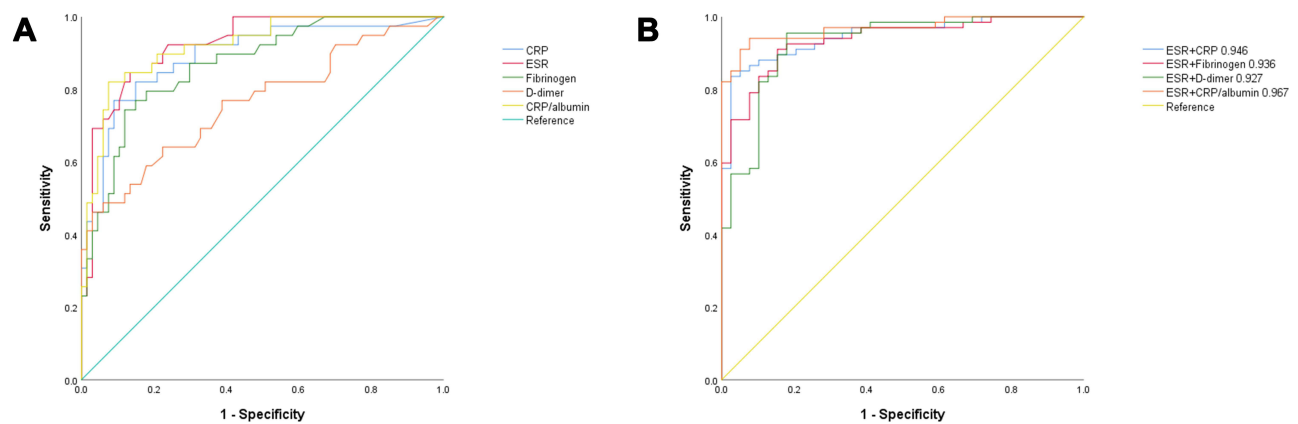 A
1.0
0.8
0.6
0.4
0.2
0.0
Sensitivity
0.0 0.2 0.4 0.6 0.8 1.0
1 - Specificity
CRP
ESR
Fibrinogen
D-dimer
CRP/albumin
Reference
B
1.0
0.8
0.6
0.4
0.2
0.0
Sensitivity
0.0 0.2 0.4 0.6 0.8 1.0
1 - Specificity
ESR+CRP 0.946
ESR+Fibrinogen 0.936
ESR+D-dimer 0.927
ESR+CRP/albumin 0.967
Reference